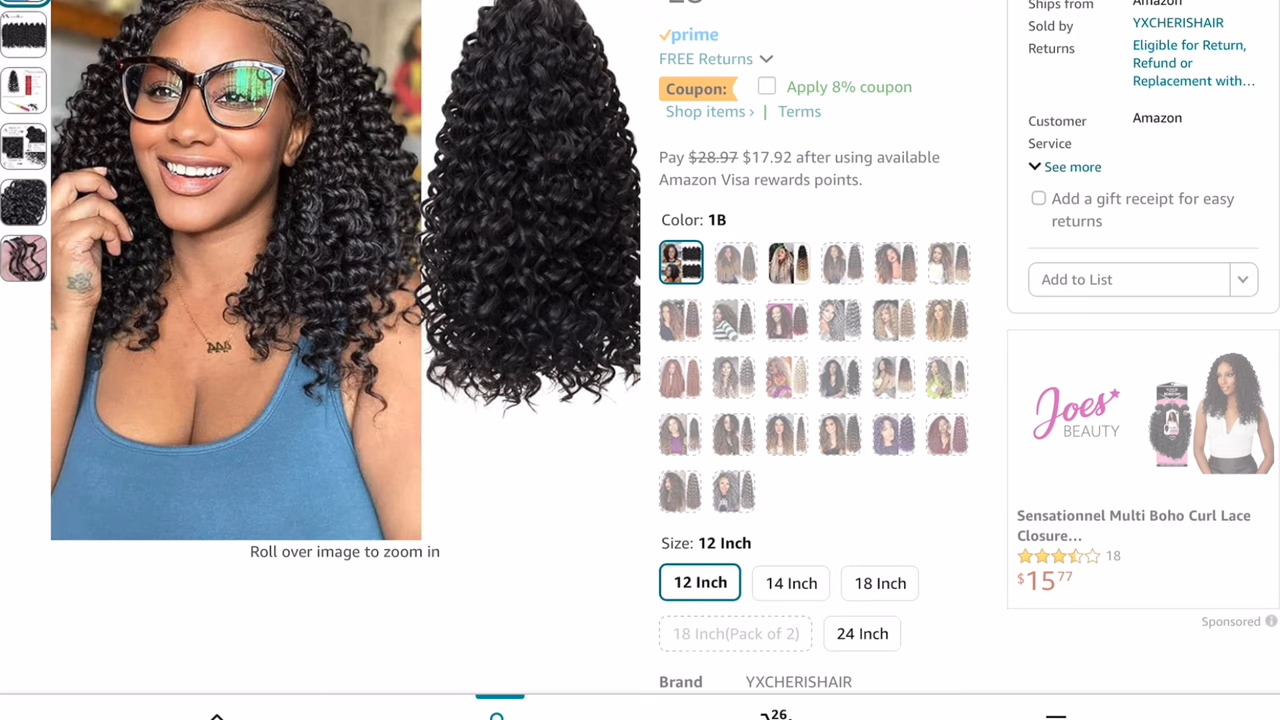 444
Roll over image to zoom in
prime
FREE Returns
Coupon: Apply 8% coupon
Shop items › | Terms
Pay $28.97 $17.92 after using available
Amazon Visa rewards points.
Color: 1B
Size: 12 Inch
12 Inch
14 Inch
18 Inch
18 Inch(Pack of 2)
24 Inch
Brand YXCHERISHAIR
Ships from Amazon
Sold by YXCHERISHAIR
Returns Eligible for Return,
Refund or
Replacement with…
Customer Amazon
Service
See more
Add a gift receipt for easy
returns
Add to List
Joes
BEAUTY
Sensationnel Multi Boho Curl Lace
Closure...
18
$15 77
Sponsored
26